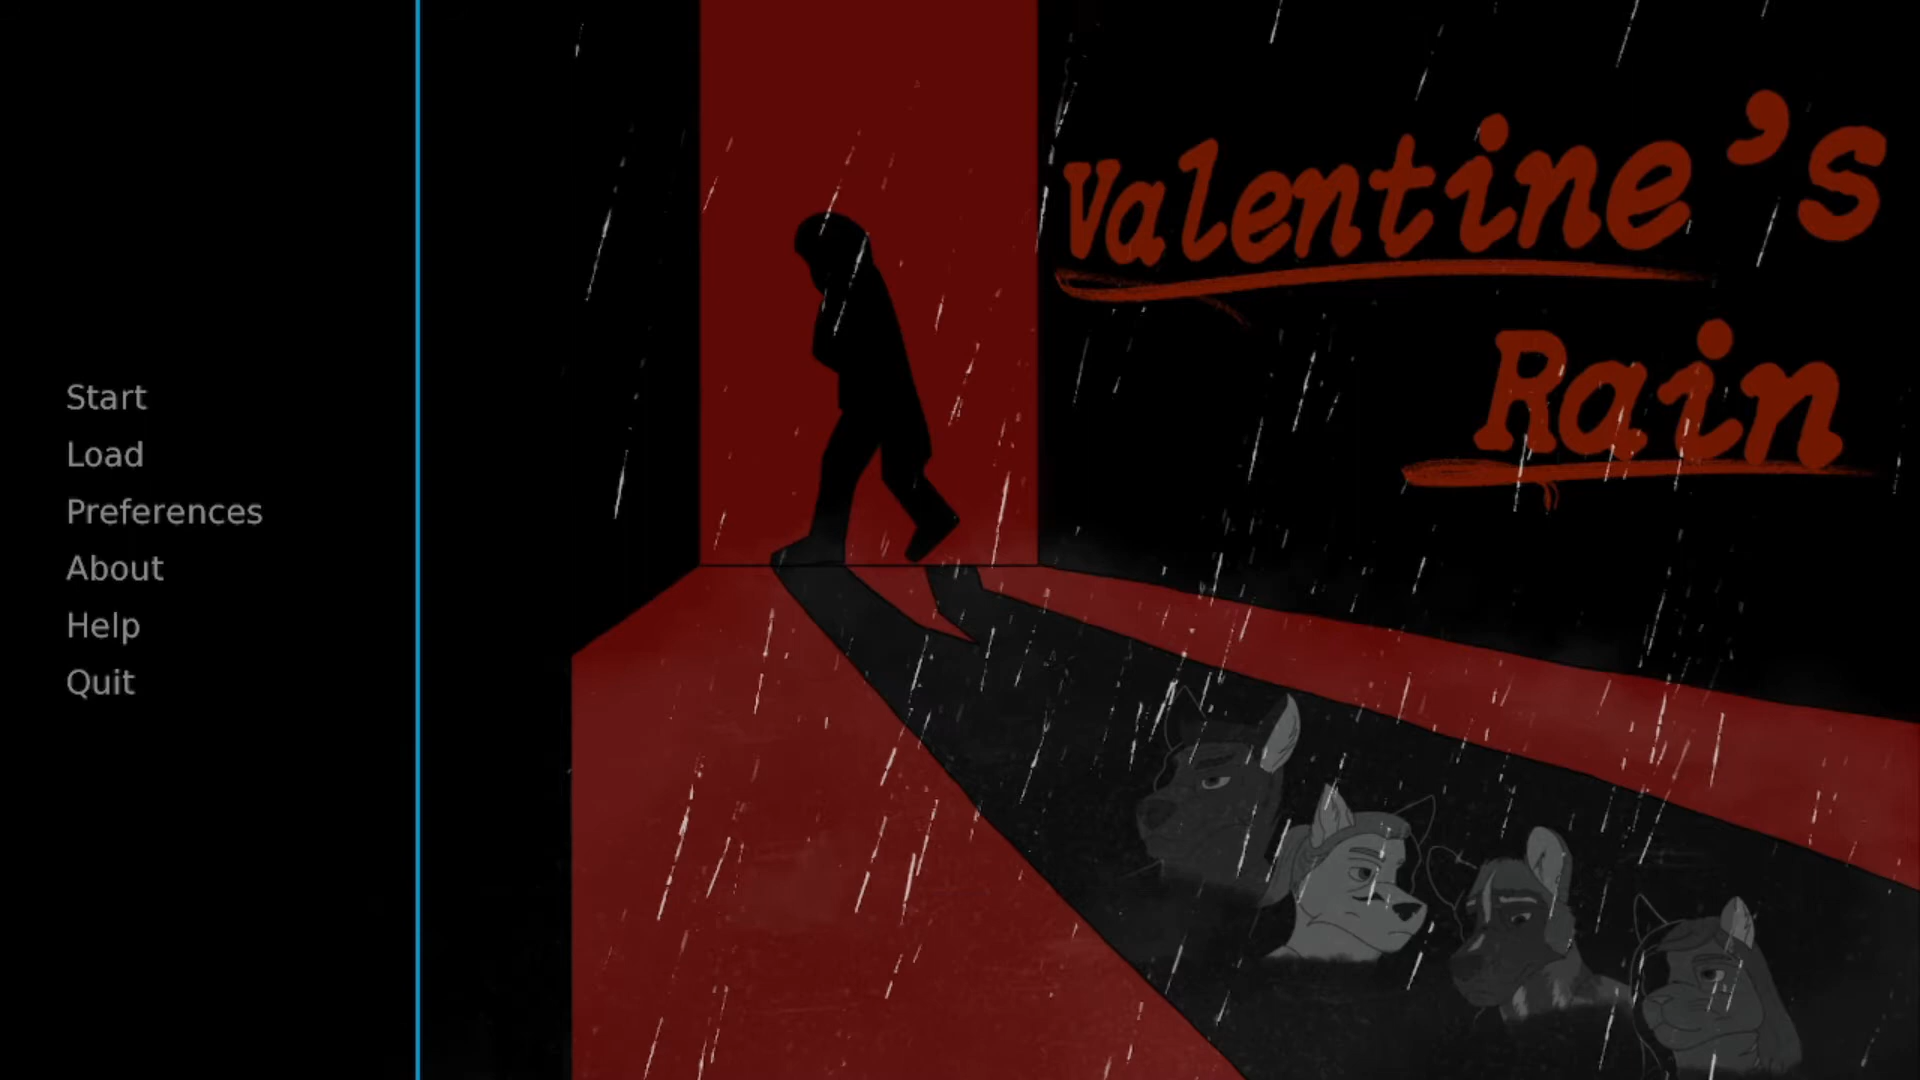 Valentine's
Rain
Start
Load
Preferences
About
Help
Quit